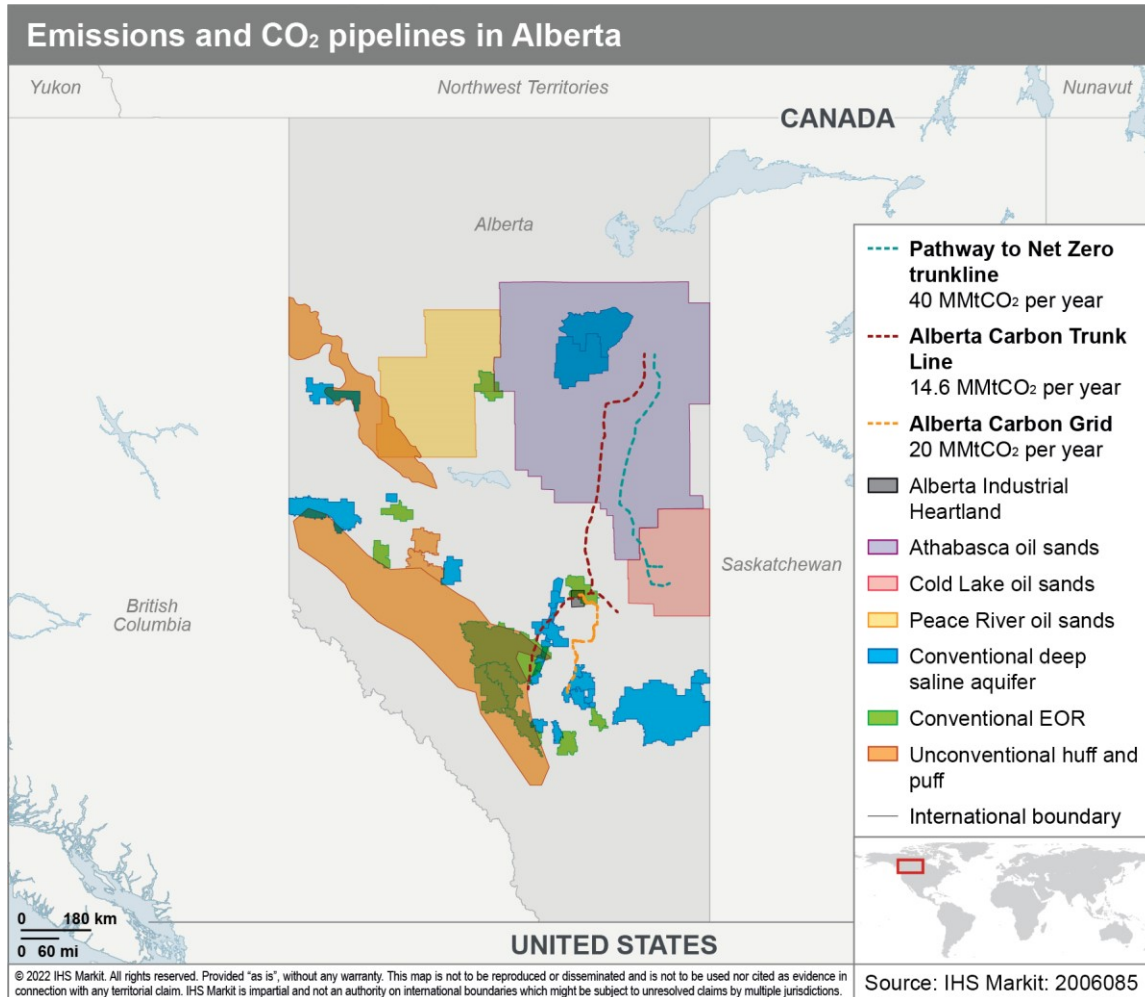 Emissions and CO₂ pipelines in Alberta
Yukon
Northwest Territories
Nunavut
CANADA
Alberta
Saskatchewan
British
Columbia
UNITED STATES
0 180 km
0 60 mi
Pathway to Net Zero
trunkline
40 MMtCO₂ per year
Alberta Carbon Trunk
Line
14.6 MMtCO₂ per year
Alberta Carbon Grid
20 MMtCO₂ per year
Alberta Industrial
Heartland
Athabasca oil sands
Cold Lake oil sands
Peace River oil sands
Conventional deep
saline aquifer
Conventional EOR
Unconventional huff and
puff
International boundary
© 2022 IHS Markit. All rights reserved. Provided "as is", without any warranty. This map is not to be reproduced or disseminated and is not to be used nor cited as evidence in
connection with any territorial claim. IHS Markit is impartial and not an authority on international boundaries which might be subject to unresolved claims by multiple jurisdictions.
Source: IHS Markit: 2006085